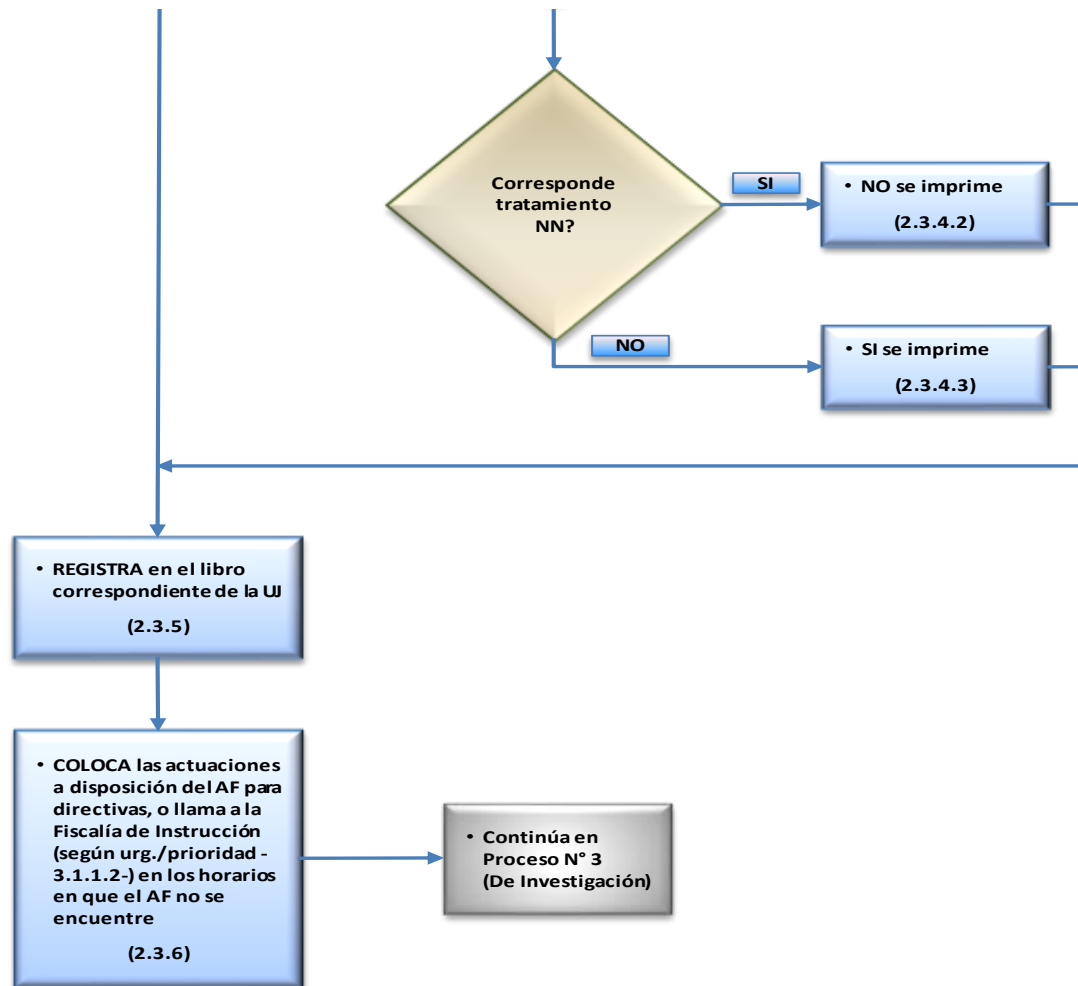 Corresponde
tratamiento
NN?
SI
• NO se imprime
(2.3.4.2)
NO
• SI se imprime
(2.3.4.3)
• REGISTRA en el libro
correspondiente de la UJ
(2.3.5)
• COLOCA las actuaciones
a disposición del AF para
directivas, o llama a la
Fiscalía de Instrucción
(según urg./prioridad -
3.1.1.2-) en los horarios
en que el AF no se
encuentre
(2.3.6)
• Continúa en
Proceso N° 3
(De Investigación)